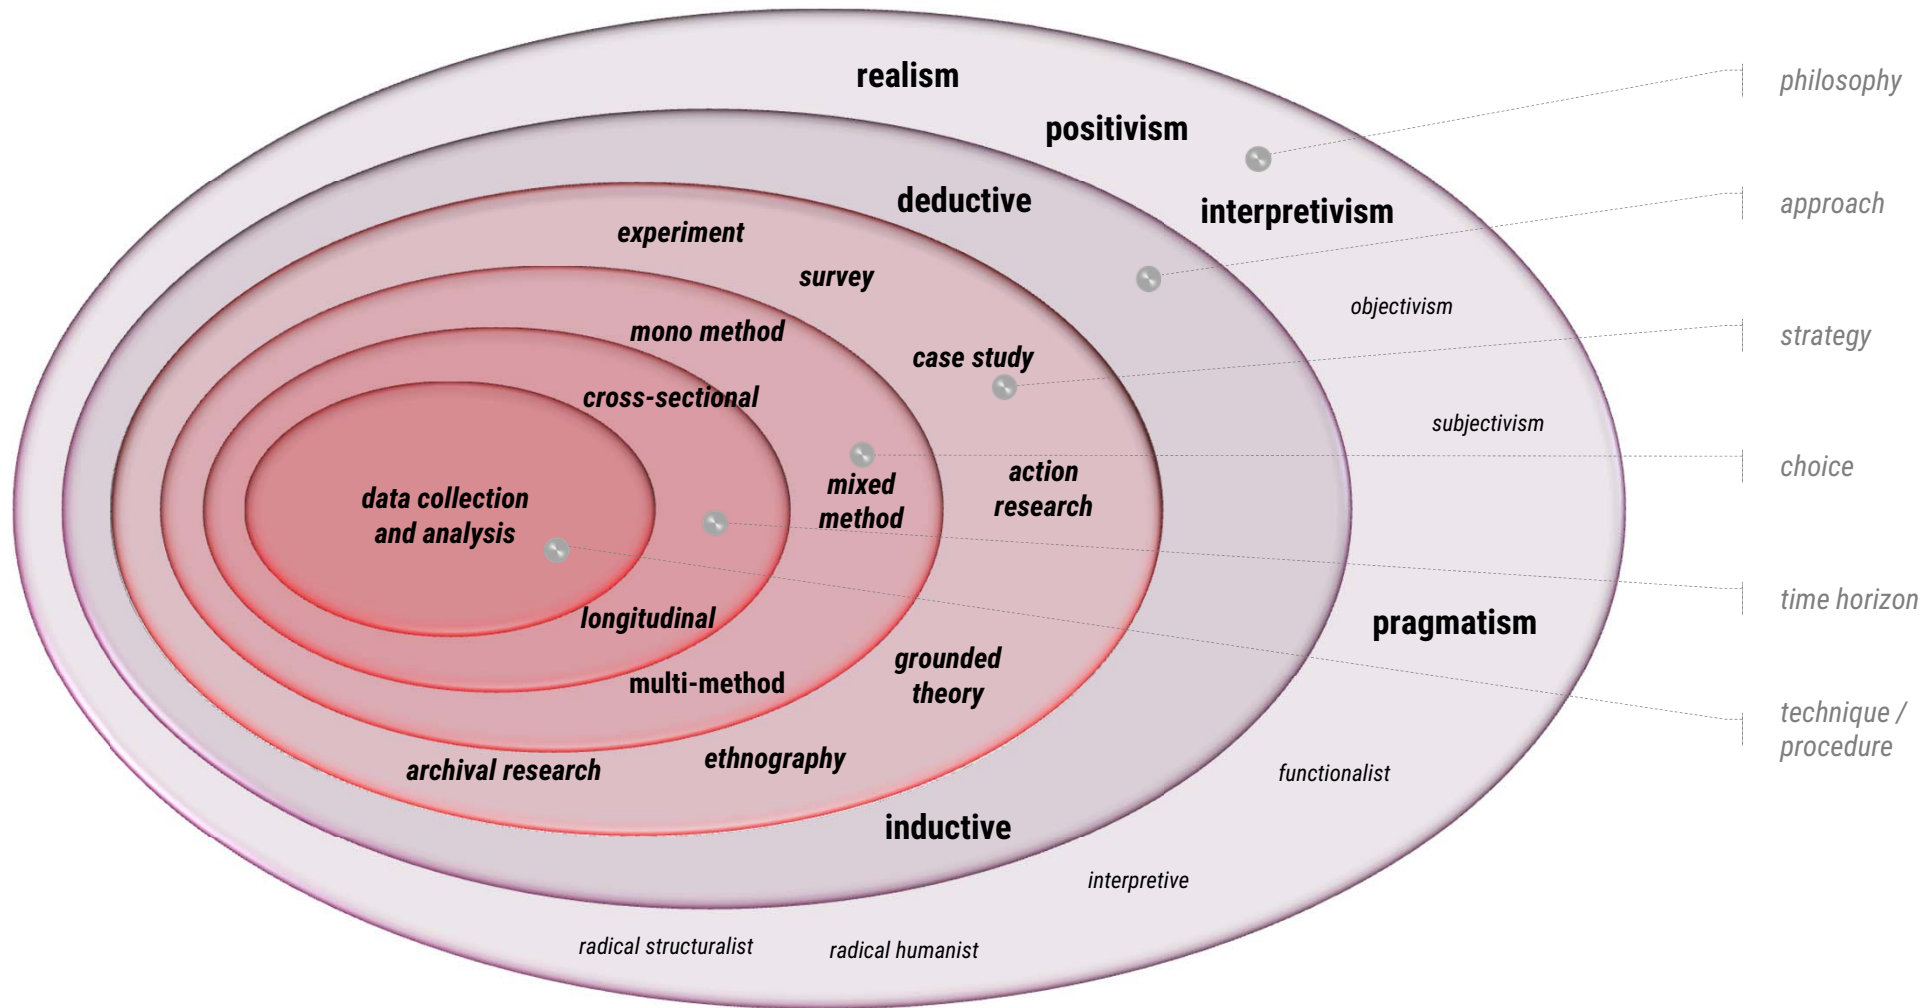 realism
philosophy
positivism
approach
deductive
interpretivism
experiment
survey
objectivism
strategy
mono method
case study
cross-sectional
subjectivism
choice
action
research
mixed
method
data collection
and analysis
time horizon
longitudinal
pragmatism
multi-method
grounded
theory
technique /
procedure
archival research
ethnography
functionalist
inductive
interpretive
radical structuralist
radical humanist